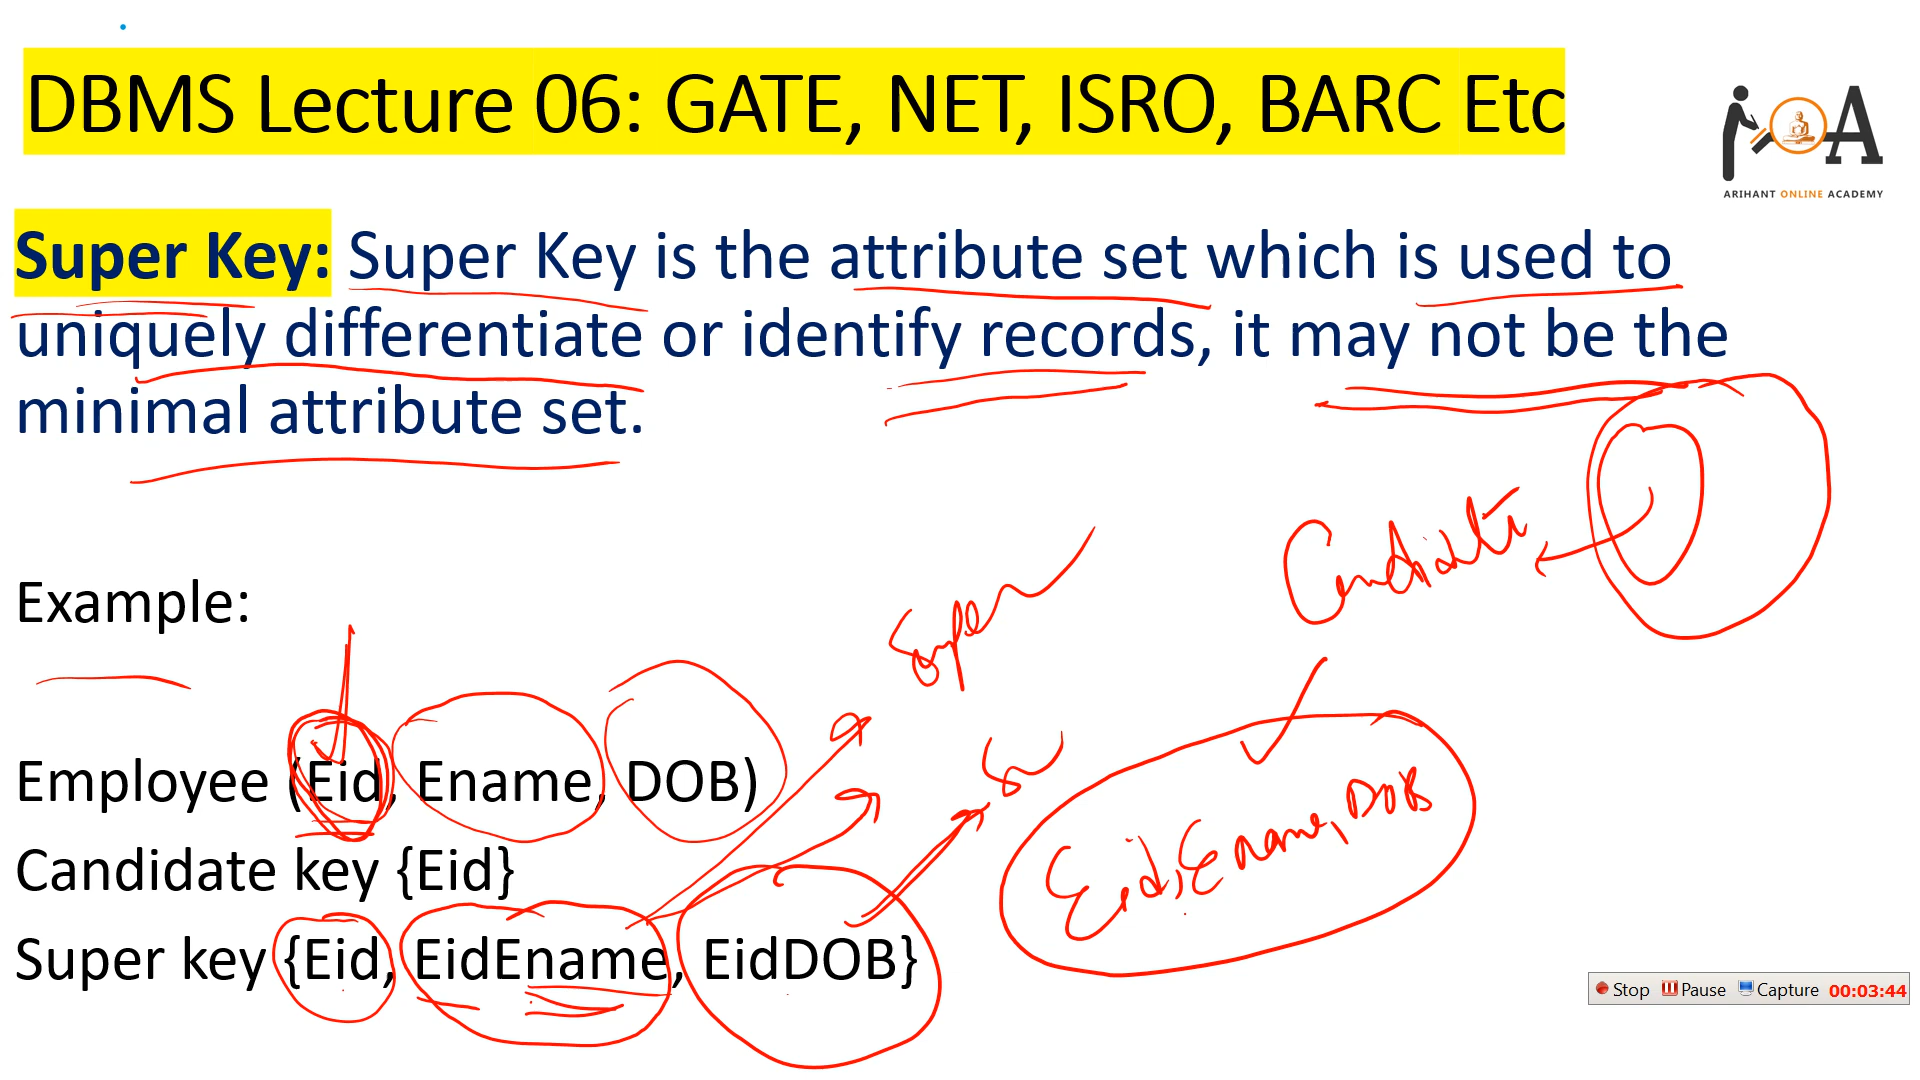 DBMS Lecture 06: GATE, NET, ISRO, BARC Etc
ARIHANT ONLINE ACADEMY
Super Key: Super Key is the attribute set which is used to
uniquely differentiate or identify records, it may not be the
minimal attribute set.
Candidate
Super
Example:
Su
Employee (Eid, Ename, DOB)
Eid, Ename, DOB
Candidate key {Eid}
Super key {Eid, EidEname, EidDOB}
Stop Pause Capture 00:03:44